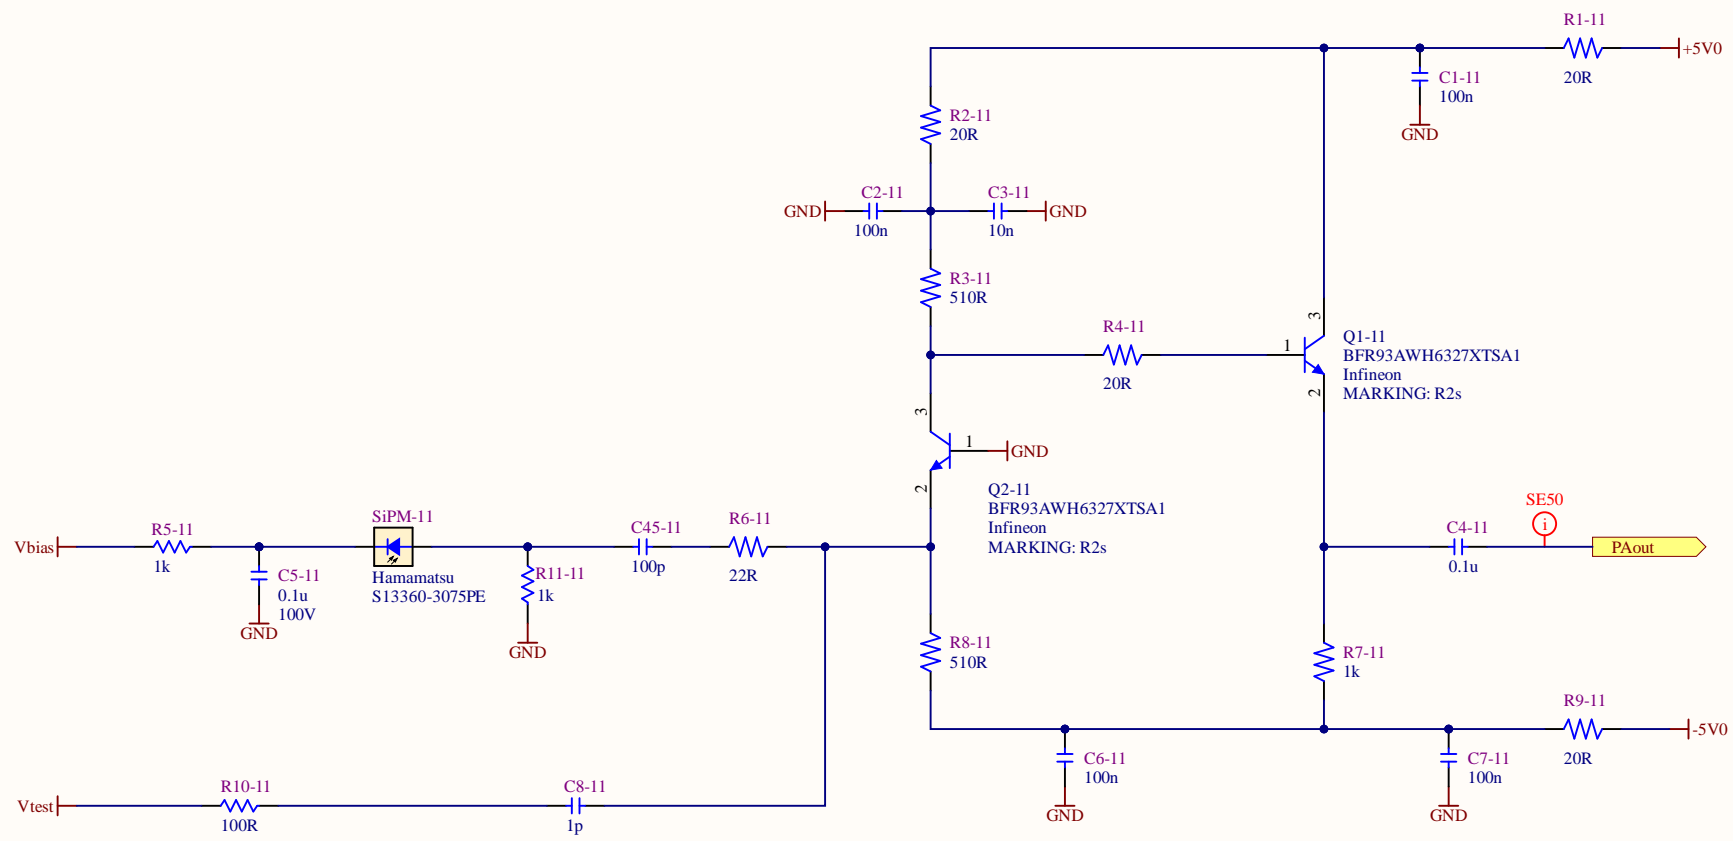 R1-11
+5V0
20R
C1-11
100n
GND
R2-11
20R
C2-11
C3-11
GND
GND
100n
10n
R3-11
510R
R4-11
20R
3
1
2
Q1-11
BFR93AWH6327XTSA1
Infineon
MARKING: R2s
3
1
GND
2
Q2-11
BFR93AWH6327XTSA1
Infineon
MARKING: R2s
Vbias
R5-11
1k
C5-11
0.1u
100V
GND
SiPM-11
Hamamatsu
S13360-3075PE
R11-11
1k
GND
C45-11
100p
R6-11
22R
SE50
i
C4-11
0.1u
PAout
R8-11
510R
R7-11
1k
R9-11
-5V0
20R
C6-11
100n
GND
C7-11
100n
GND
Vtest
R10-11
100R
C8-11
1p